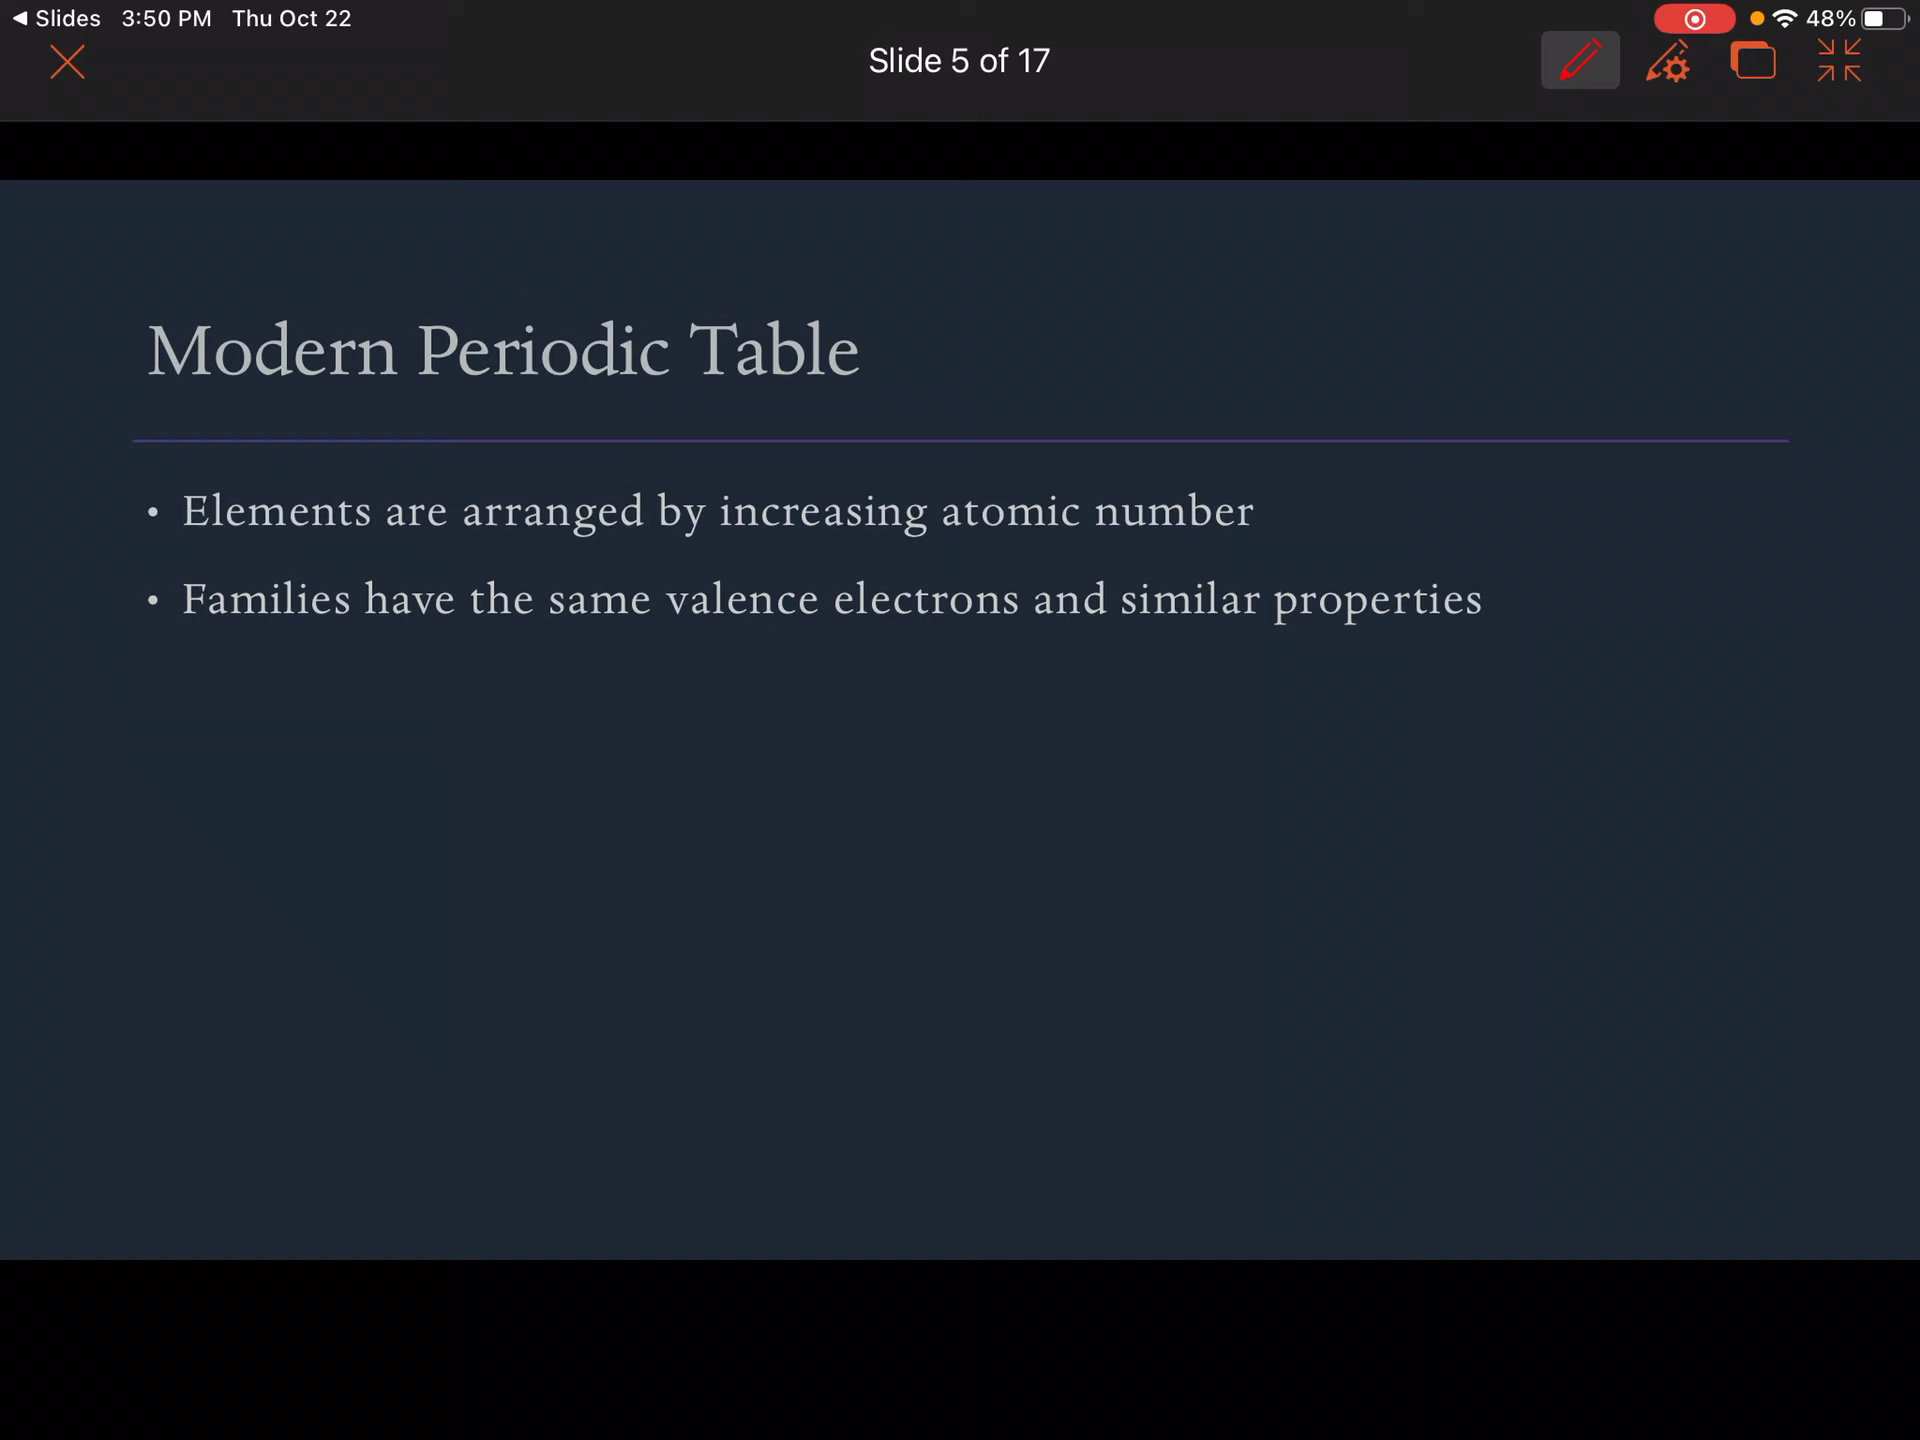 ◀ Slides 3:50 PM Thu Oct 22 48%
Slide 5 of 17
Modern Periodic Table
• Elements are arranged by increasing atomic number
• Families have the same valence electrons and similar properties